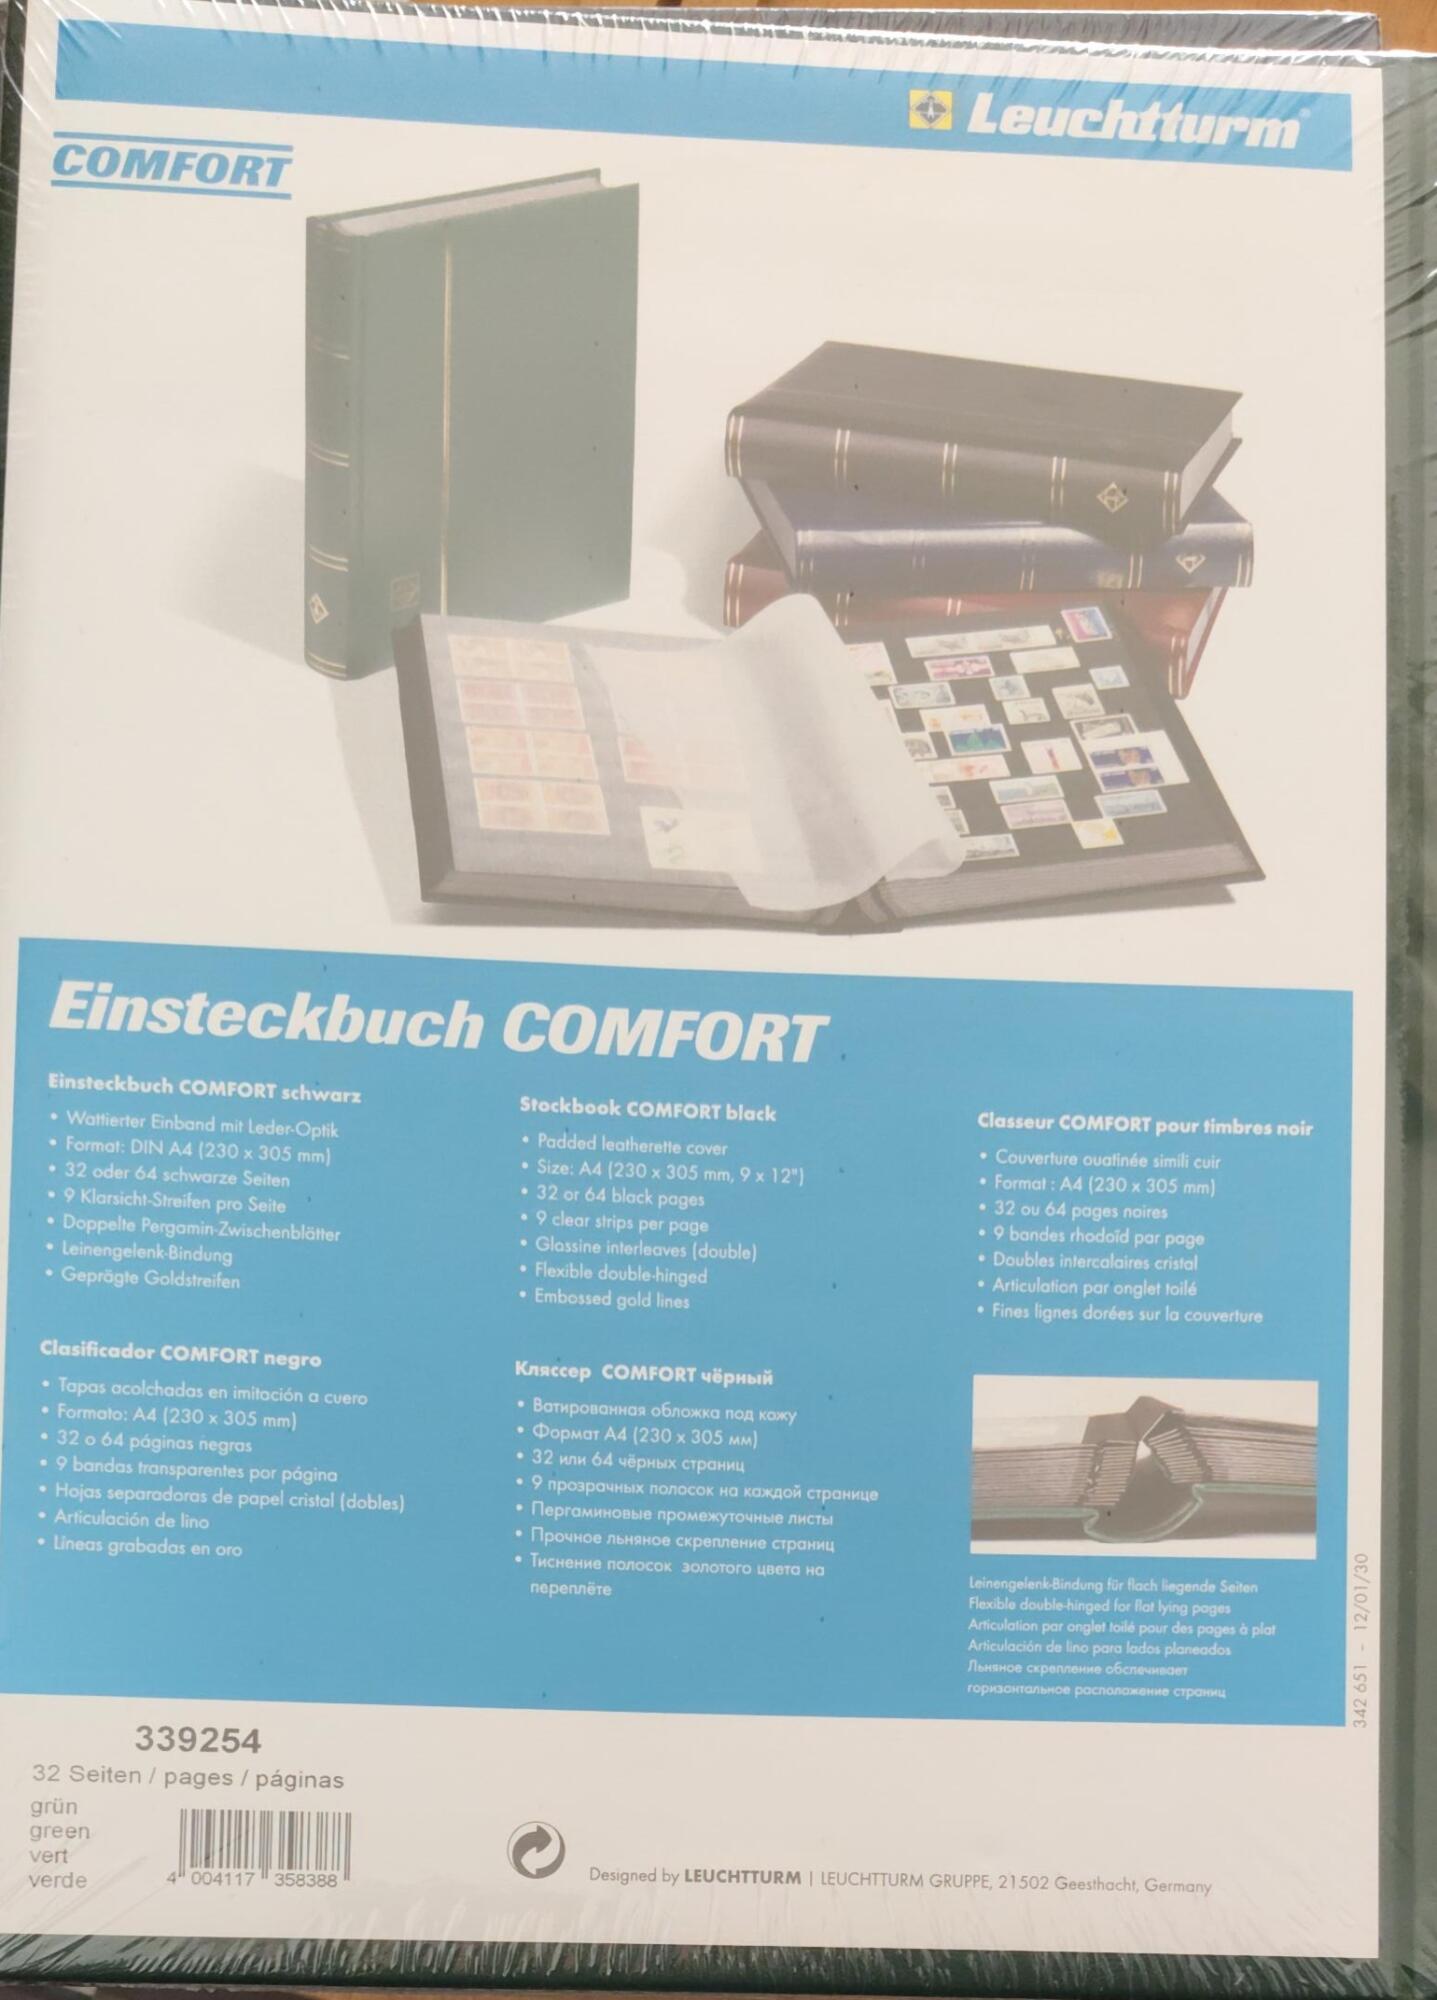 Leuchtturm
COMFORT
Einsteckbuch COMFORT
Einsteckbuch COMFORT schwarz
• Wattierter Einband mit Leder-Optik
• Format: DIN A4 (230 x 305 mm)
• 32 oder 64 schwarze Seiten
• 9 Klarsicht-Streifen pro Seite
• Doppelte Pergamin-Zwischenblätter
• Leinengelenk-Bindung
• Geprägte Goldstreifen
Stockbook COMFORT black
• Padded leatherette cover
• Size: A4 (230 x 305 mm, 9 x 12")
• 32 or 64 black pages
• 9 clear strips per page
• Glassine interleaves (double)
• Flexible double-hinged
• Embossed gold lines
Classeur COMFORT pour timbres noir
• Couverture ouatinée simili cuir
• Format : A4 (230 x 305 mm)
• 32 ou 64 pages noires
• 9 bandes rhodoïd par page
• Doubles intercalaires cristal
• Articulation par onglet toilé
• Fines lignes dorées sur la couverture
Clasificador COMFORT negro
• Tapas acolchadas en imitación a cuero
• Formato: A4 (230 x 305 mm)
• 32 o 64 páginas negras
• 9 bandas transparentes por página
• Hojas separadoras de papel cristal (dobles)
• Articulación de lino
• Líneas grabadas en oro
Кляссер COMFORT чёрный
• Ватированная обложка под кожу
• Формат А4 (230 x 305 мм)
• 32 или 64 чёрных страниц
• 9 прозрачных полосок на каждой странице
• Пергаминовые промежуточные листы
• Прочное льняное скрепление страниц
• Тиснение полосок золотого цвета на
переплёте
Leinengelenk-Bindung für flach liegende Seiten
Flexible double-hinged for flat lying pages
Articulation par onglet toilé pour des pages à plat
Articulación de lino para lados planeados
Льняное скрепление обспечивает
горизонтальное расположение страниц
342 651 - 12/01/30
339254
32 Seiten / pages / páginas
grün
green
vert
verde
4 004117 358388
Designed by LEUCHTTURM | LEUCHTTURM GRUPPE, 21502 Geesthacht, Germany